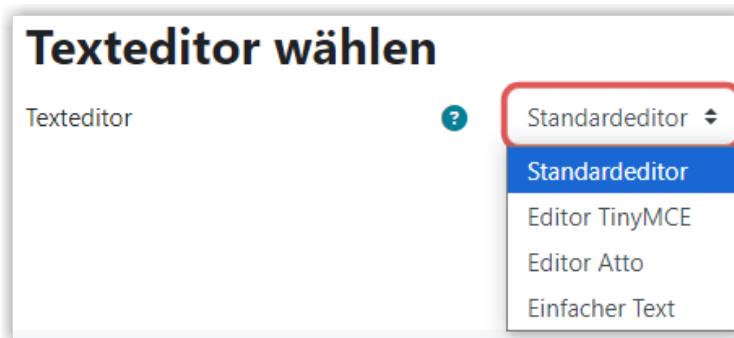 Texteditor wählen
Texteditor ? Standardeditor
Standardeditor
Editor TinyMCE
Editor Atto
Einfacher Text